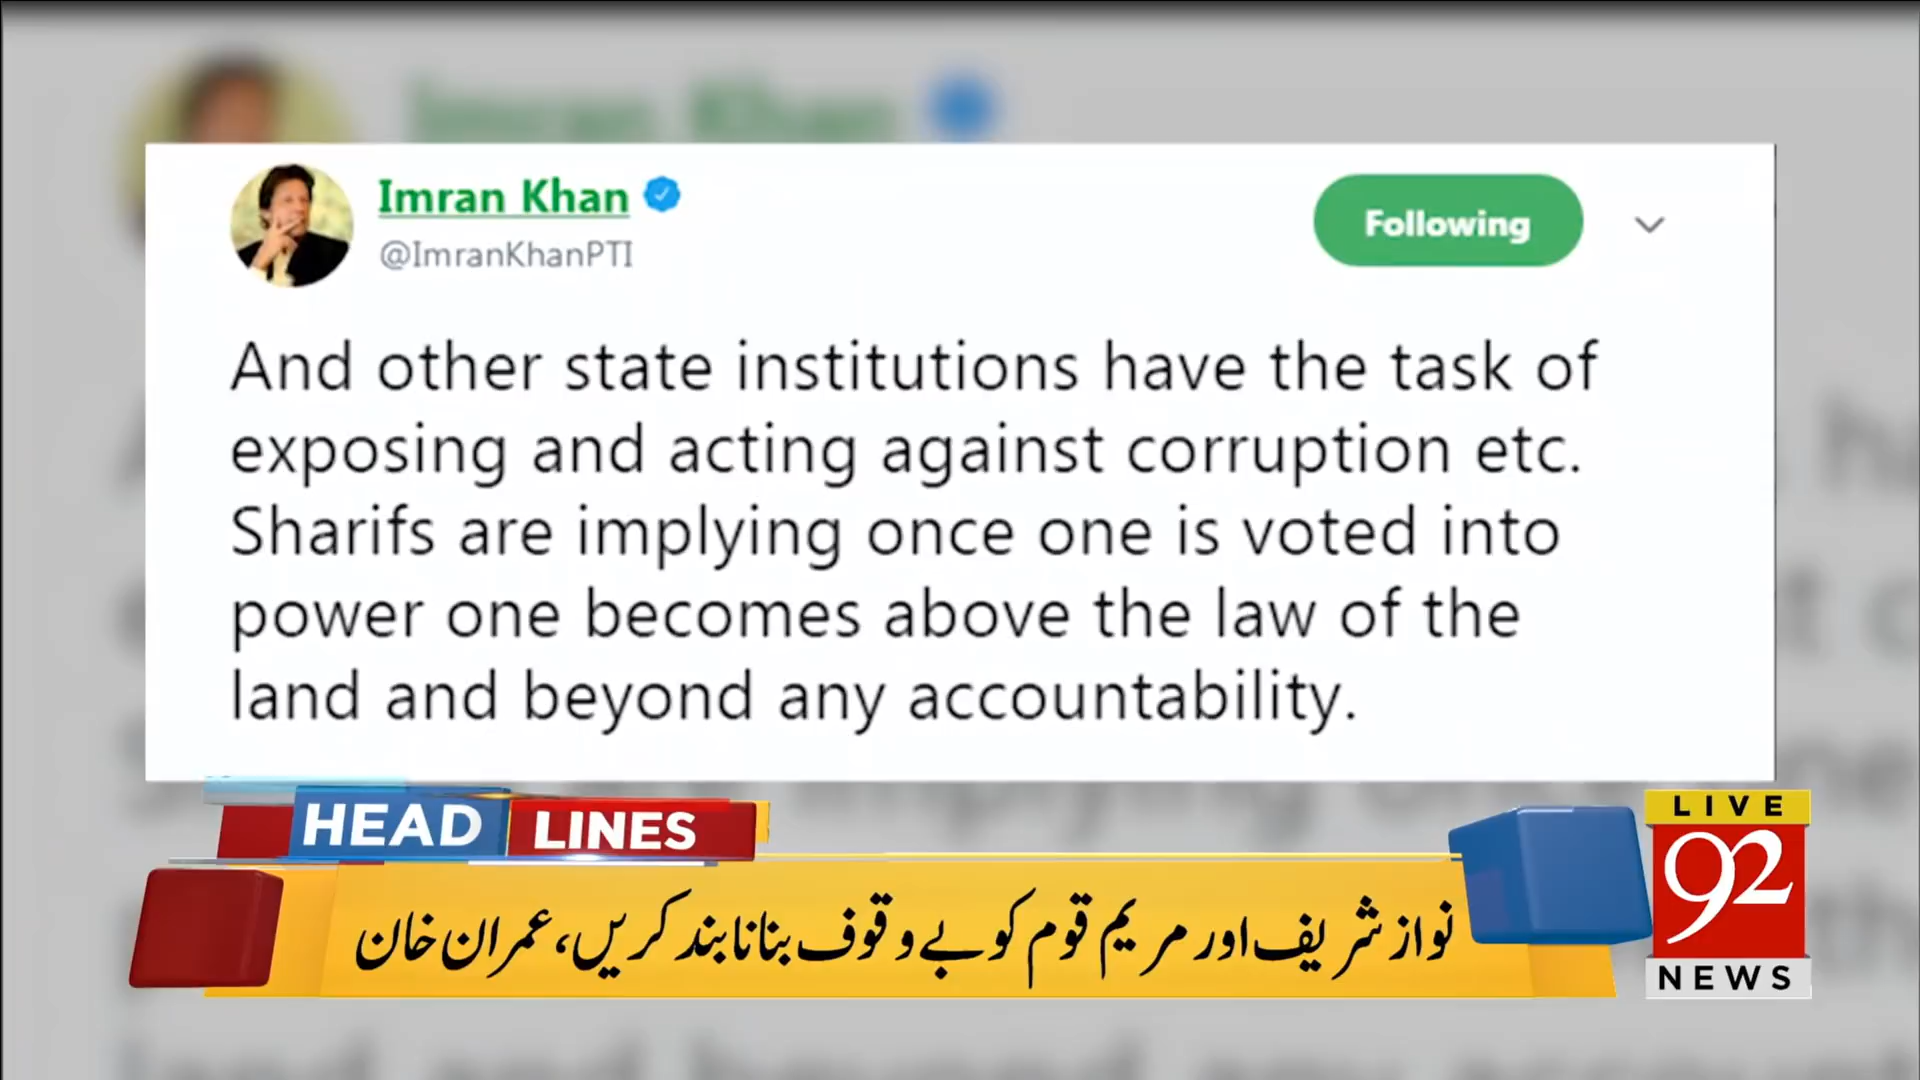 Imran Khan
Imran Khan
@ImranKhanPTI
Following
And other state institutions have the task of
exposing and acting against corruption etc.
Sharifs are implying once one is voted into
power one becomes above the law of the
land and beyond any accountability.
HEAD LINES
نواز شریف اور مریم قوم کو بے وقوف بنانا بند کریں، عمران خان
LIVE
92
NEWS